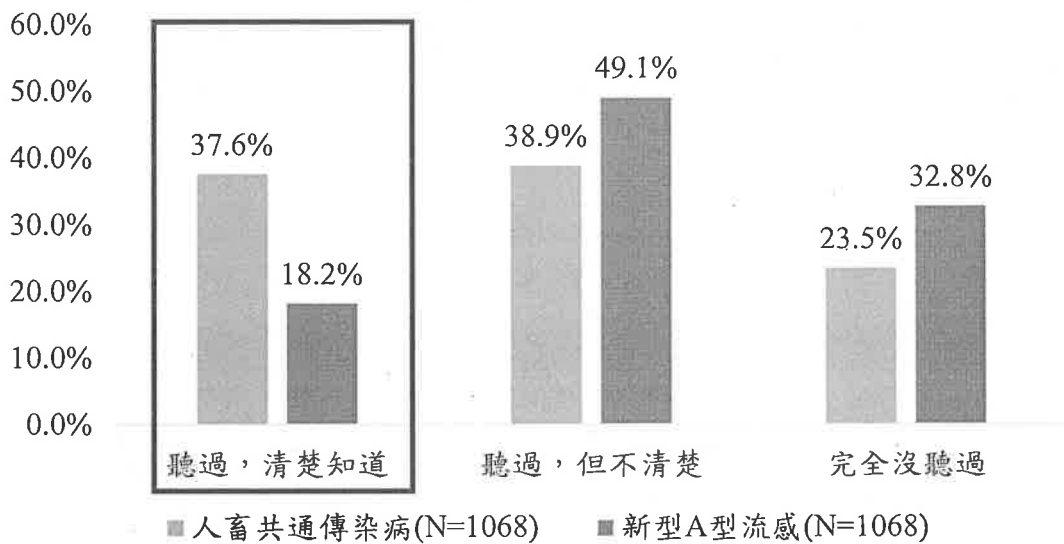 60.0%
50.0%
40.0%
30.0%
20.0%
10.0%
0.0%
37.6%
18.2%
38.9%
49.1%
23.5%
32.8%
聽過，清楚知道
聽過，但不清楚
完全沒聽過
人畜共通傳染病(N=1068)
新型A型流感(N=1068)